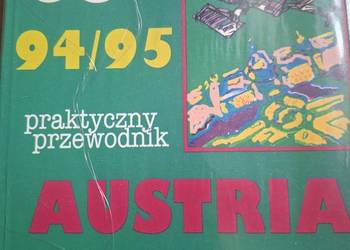 94/95
praktyczny
przewodnik
AUSTRIA